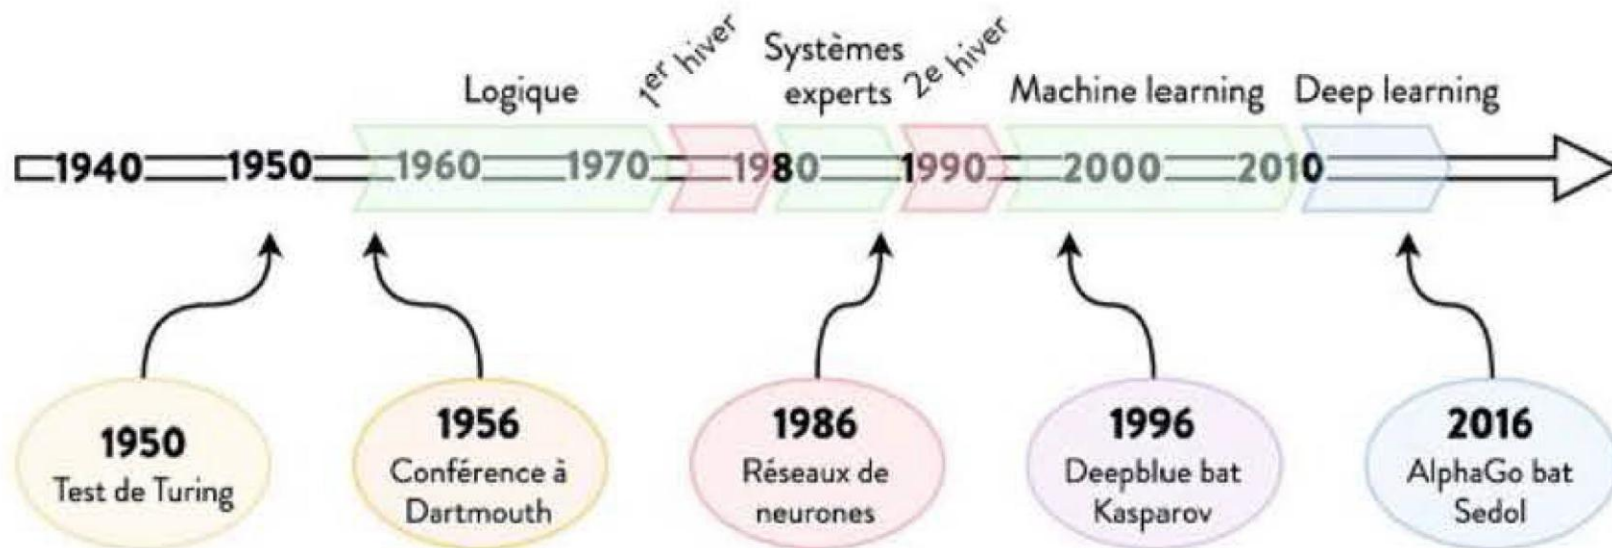 1er hiver
Systèmes
experts
2e hiver
Logique
Machine learning
Deep learning
1940
1950
1960
1970
1980
1990
2000
2010
1950
Test de Turing
1956
Conférence à
Dartmouth
1986
Réseaux de
neurones
1996
Deepblue bat
Kasparov
2016
AlphaGo bat
Sedol